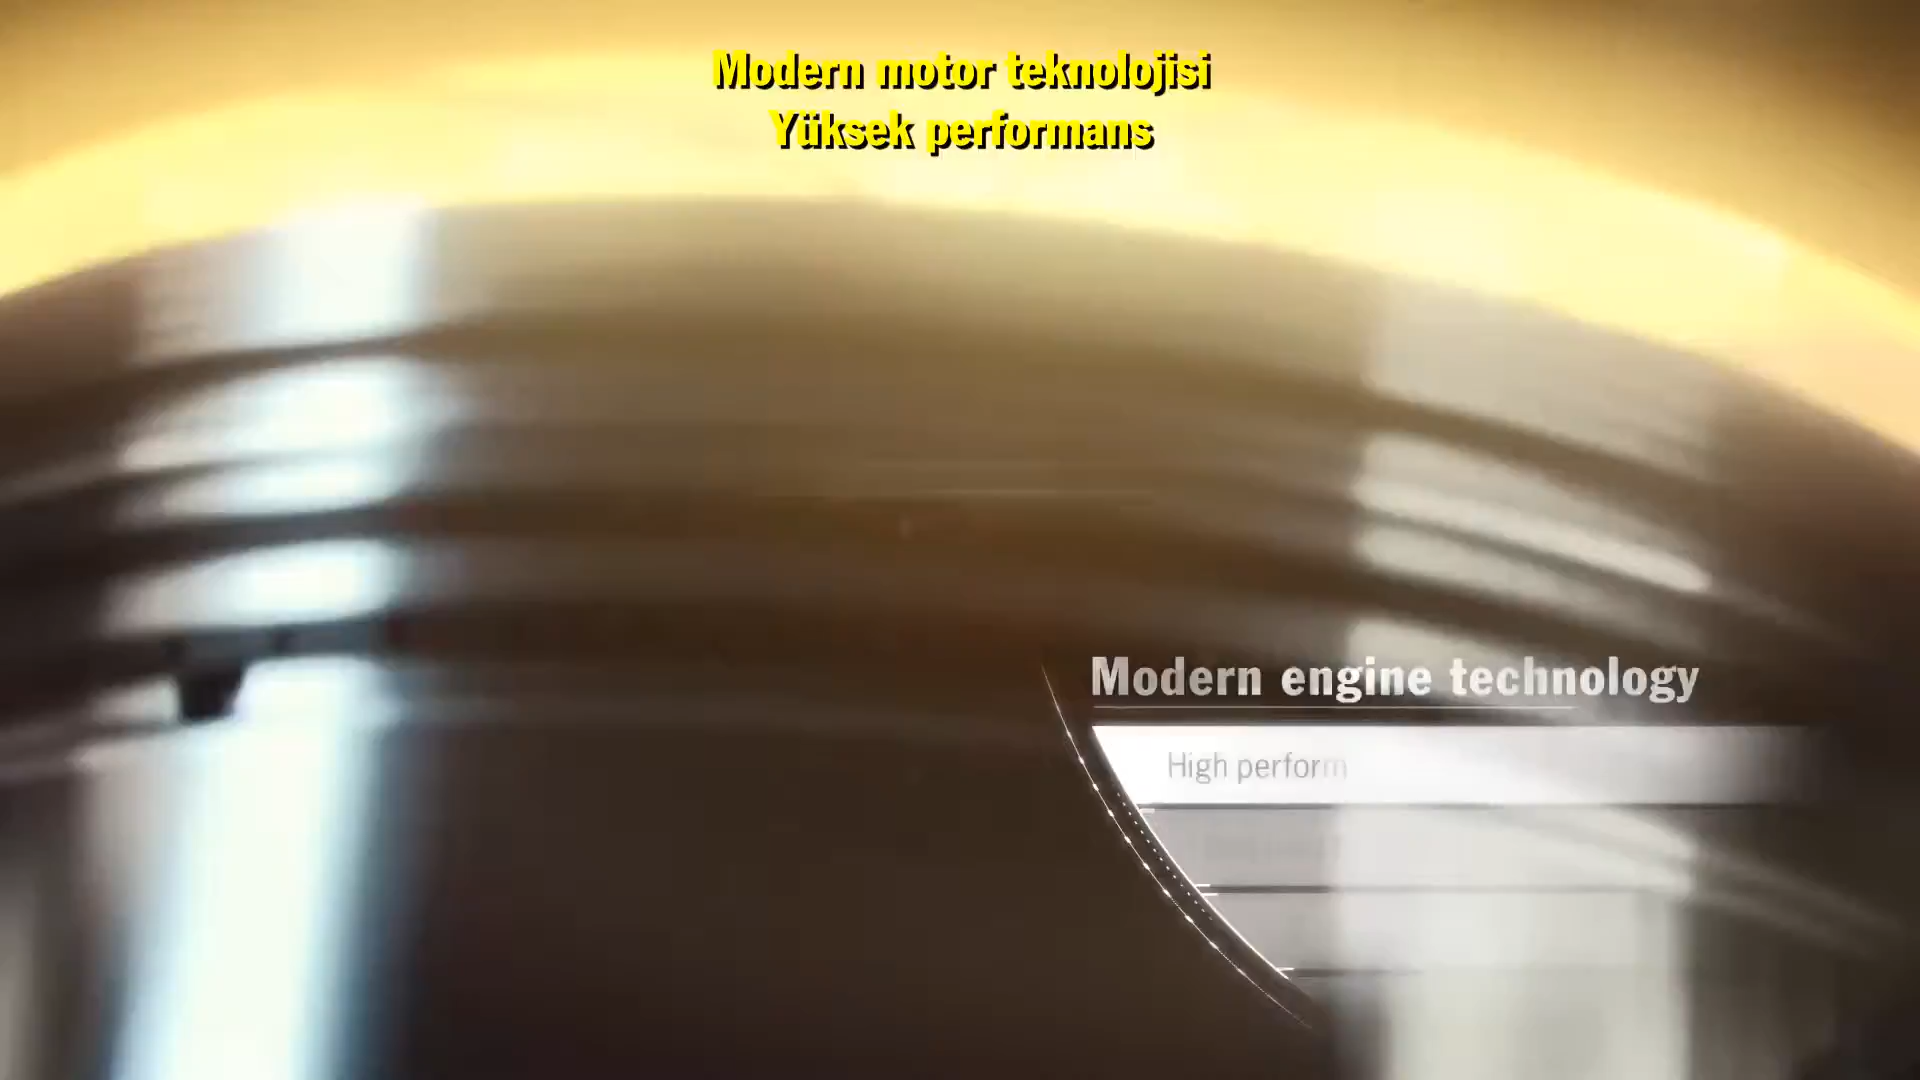 Modern motor teknolojisi
Yüksek performans
Modern engine technology
High perform